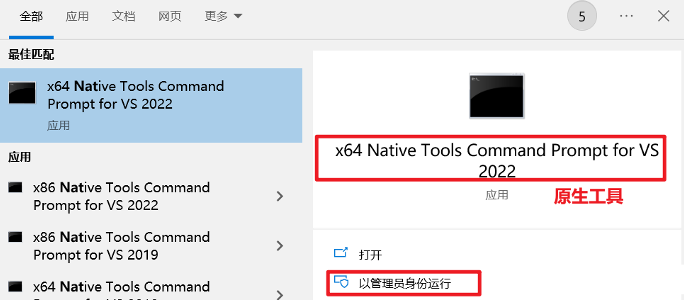 全部 应用 文档 网页 更多 5 ...
最佳匹配
x64 Native Tools Command
Prompt for VS 2022
应用
应用
x86 Native Tools Command
Prompt for VS 2022
x86 Native Tools Command
Prompt for VS 2019
x64 Native Tools Command
x64 Native Tools Command Prompt for VS
2022
应用 原生工具
打开
以管理员身份运行